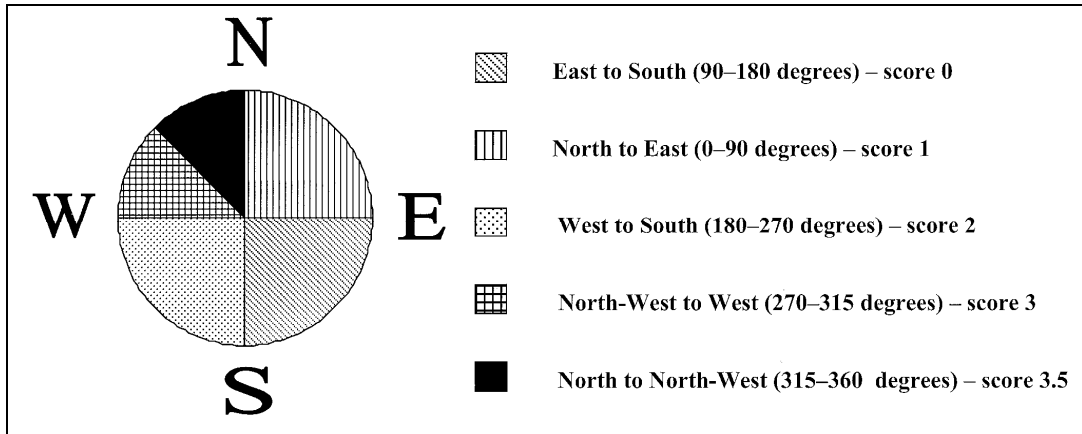 N
W
E
S
East to South (90–180 degrees) – score 0
North to East (0–90 degrees) – score 1
West to South (180–270 degrees) – score 2
North-West to West (270–315 degrees) – score 3
North to North-West (315–360 degrees) – score 3.5